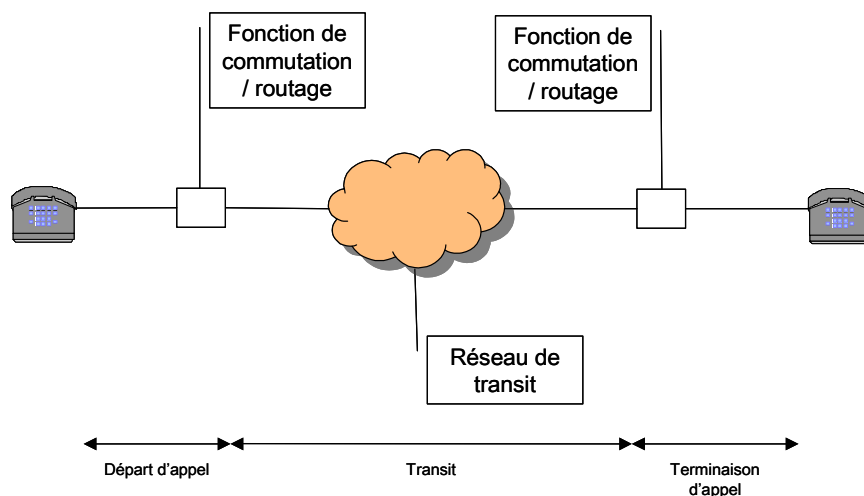 Fonction de
commutation
/ routage
Fonction de
commutation
/ routage
Réseau de
transit
Départ d'appel
Transit
Terminaison
d'appel